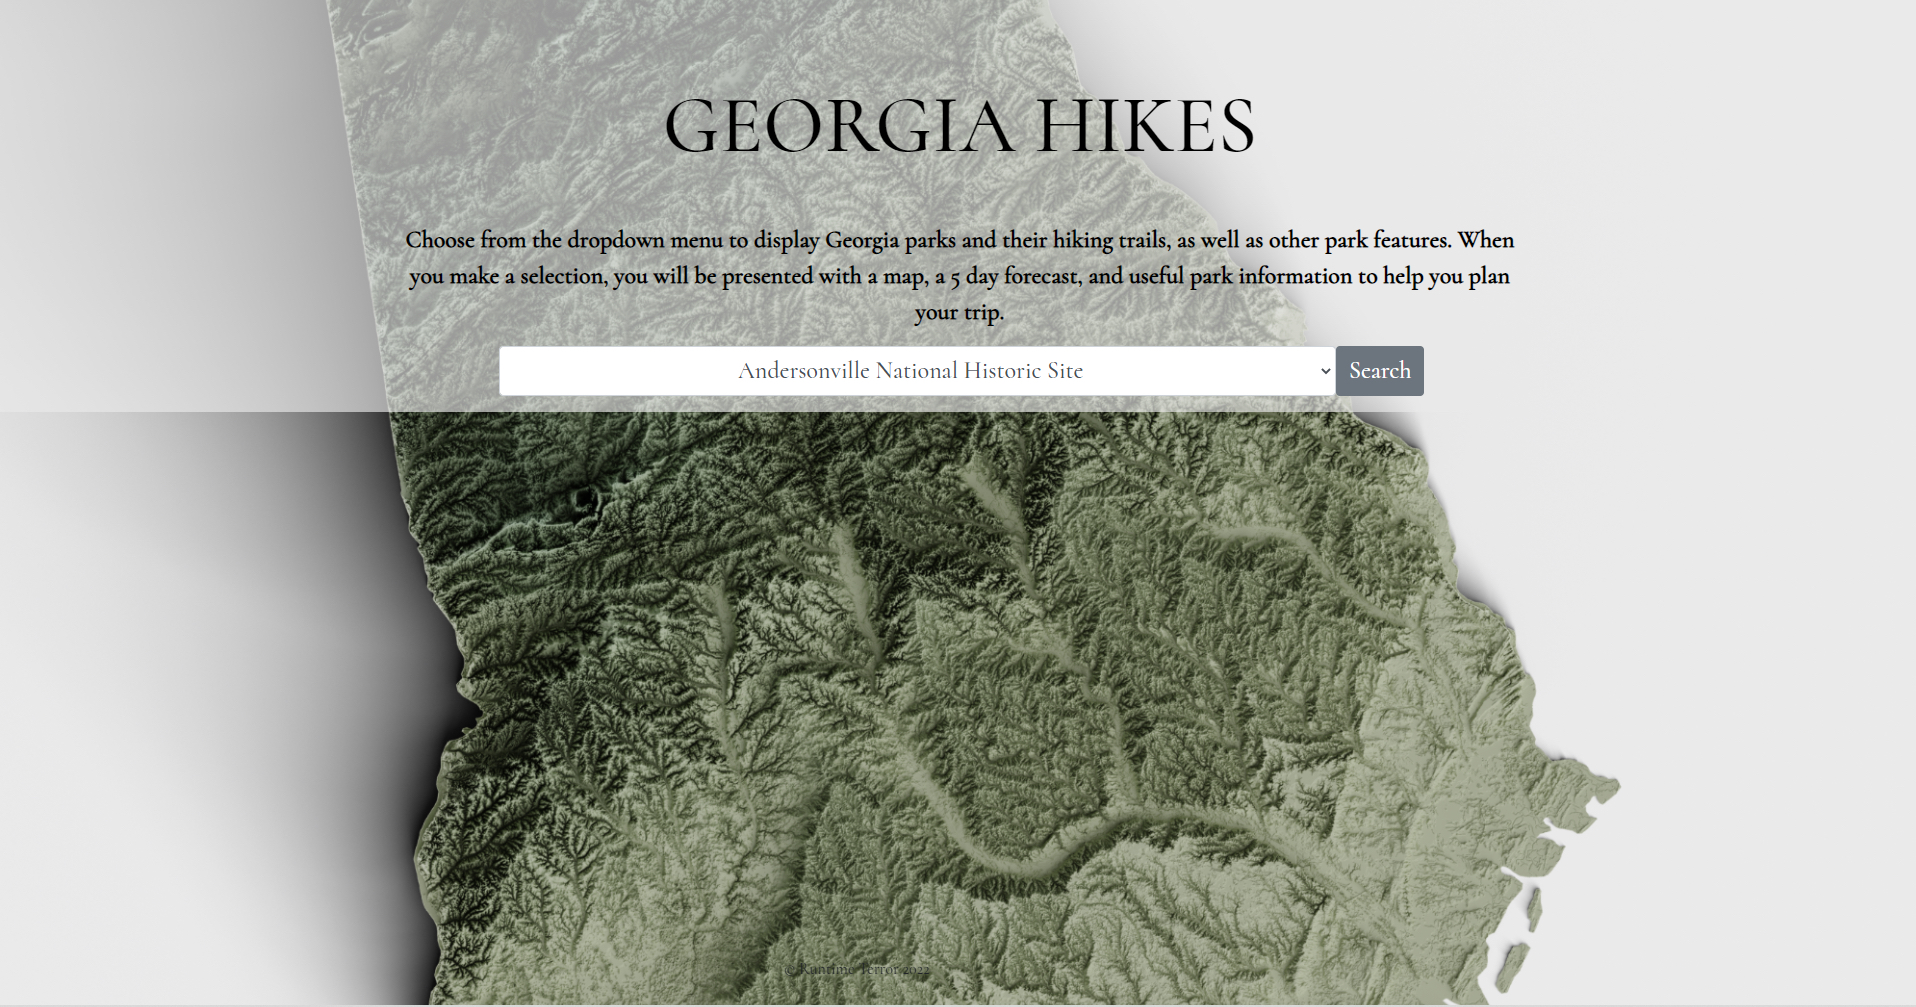 GEORGIA HIKES
Choose from the dropdown menu to display Georgia parks and their hiking trails, as well as other park features. When
you make a selection, you will be presented with a map, a 5 day forecast, and useful park information to help you plan
your trip.
Andersonville National Historic Site
Search
© Runtime Terror 2022